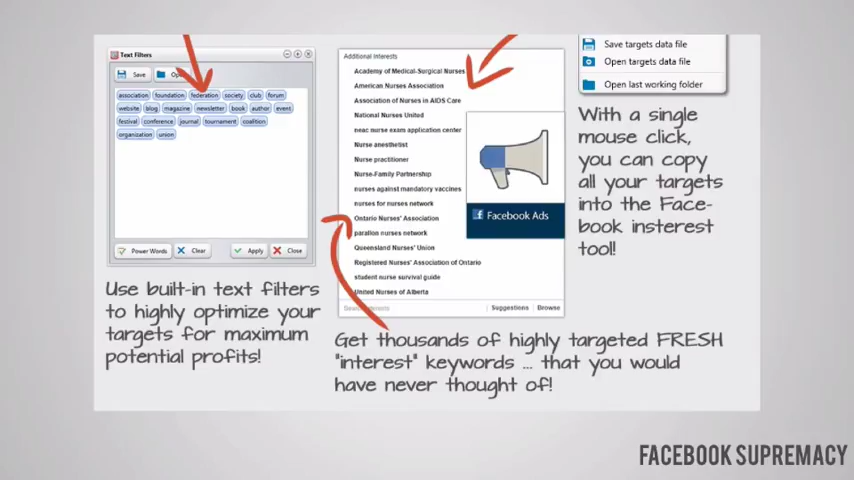 Text Filters
Save
association foundation federation society club forum
website blog magazine newsletter book author event
festival conference journal tournament coalition
organization union
Power Words Clear Apply Close
Use built-in text filters
to highly optimize your
targets for maximum
potential profits!
Additional Interests
Academy of Medical-Surgical Nurses
American Nurses Association
Association of Nurses in AIDS Care
National Nurses United
neac nurse exam application center
Nurse anesthetist
Nurse practitioner
Nurse-Family Partnership
nurses against mandatory vaccines
nurses for nurses network
Ontario Nurses' Association
parallon nurses network
Queensland Nurses' Union
Registered Nurses' Association of Ontario
student nurse survival guide
United Nurses of Alberta
Search interests Suggestions Browse
Facebook Ads
Get thousands of highly targeted FRESH
"interest" keywords ... that you would
have never thought of!
Save targets data file
Open targets data file
Open last working folder
With a single
mouse click,
you can copy
all your targets
into the Face-
book insterest
tool!
FACEBOOK SUPREMACY